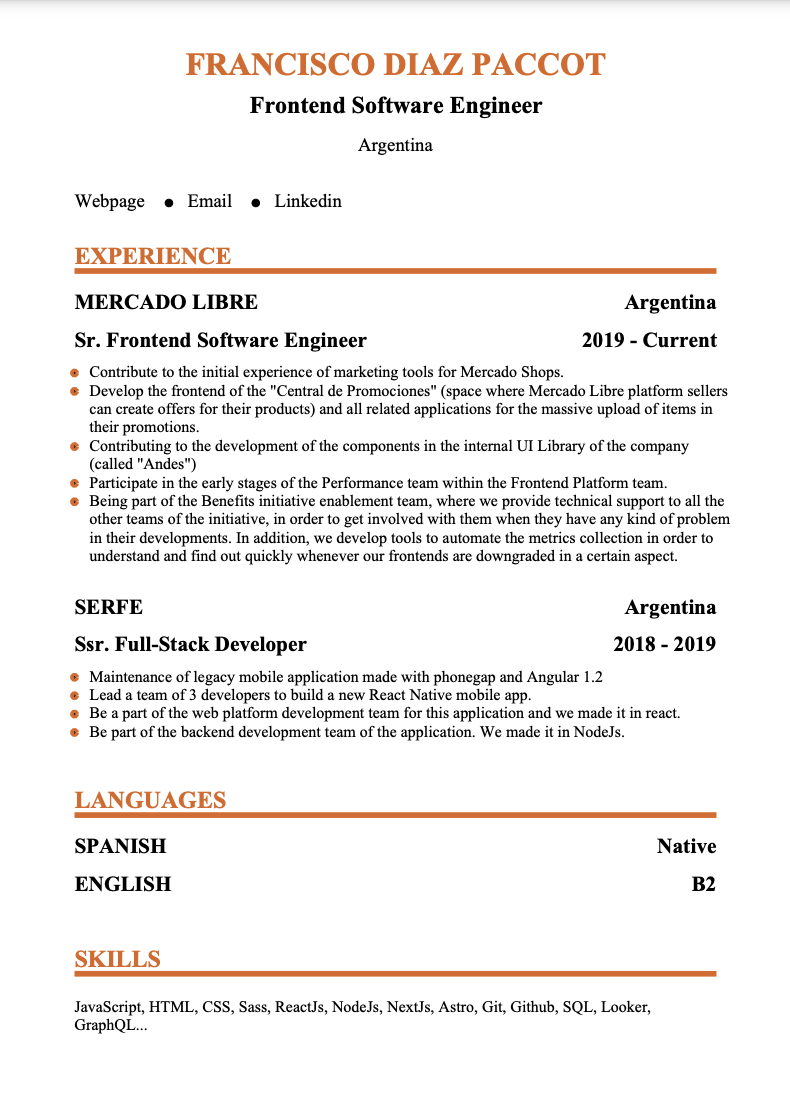 FRANCISCO DIAZ PACCOT
Frontend Software Engineer
Argentina
Webpage ● Email ● Linkedin
EXPERIENCE
MERCADO LIBRE Argentina
Sr. Frontend Software Engineer 2019 - Current
Contribute to the initial experience of marketing tools for Mercado Shops.
Develop the frontend of the "Central de Promociones" (space where Mercado Libre platform sellers
can create offers for their products) and all related applications for the massive upload of items in
their promotions.
Contributing to the development of the components in the internal UI Library of the company
(called "Andes")
Participate in the early stages of the Performance team within the Frontend Platform team.
Being part of the Benefits initiative enablement team, where we provide technical support to all the
other teams of the initiative, in order to get involved with them when they have any kind of problem
in their developments. In addition, we develop tools to automate the metrics collection in order to
understand and find out quickly whenever our frontends are downgraded in a certain aspect.
SERFE Argentina
Ssr. Full-Stack Developer 2018 - 2019
Maintenance of legacy mobile application made with phonegap and Angular 1.2
Lead a team of 3 developers to build a new React Native mobile app.
Be a part of the web platform development team for this application and we made it in react.
Be part of the backend development team of the application. We made it in NodeJs.
LANGUAGES
SPANISH Native
ENGLISH B2
SKILLS
JavaScript, HTML, CSS, Sass, ReactJs, NodeJs, NextJs, Astro, Git, Github, SQL, Looker,
GraphQL...